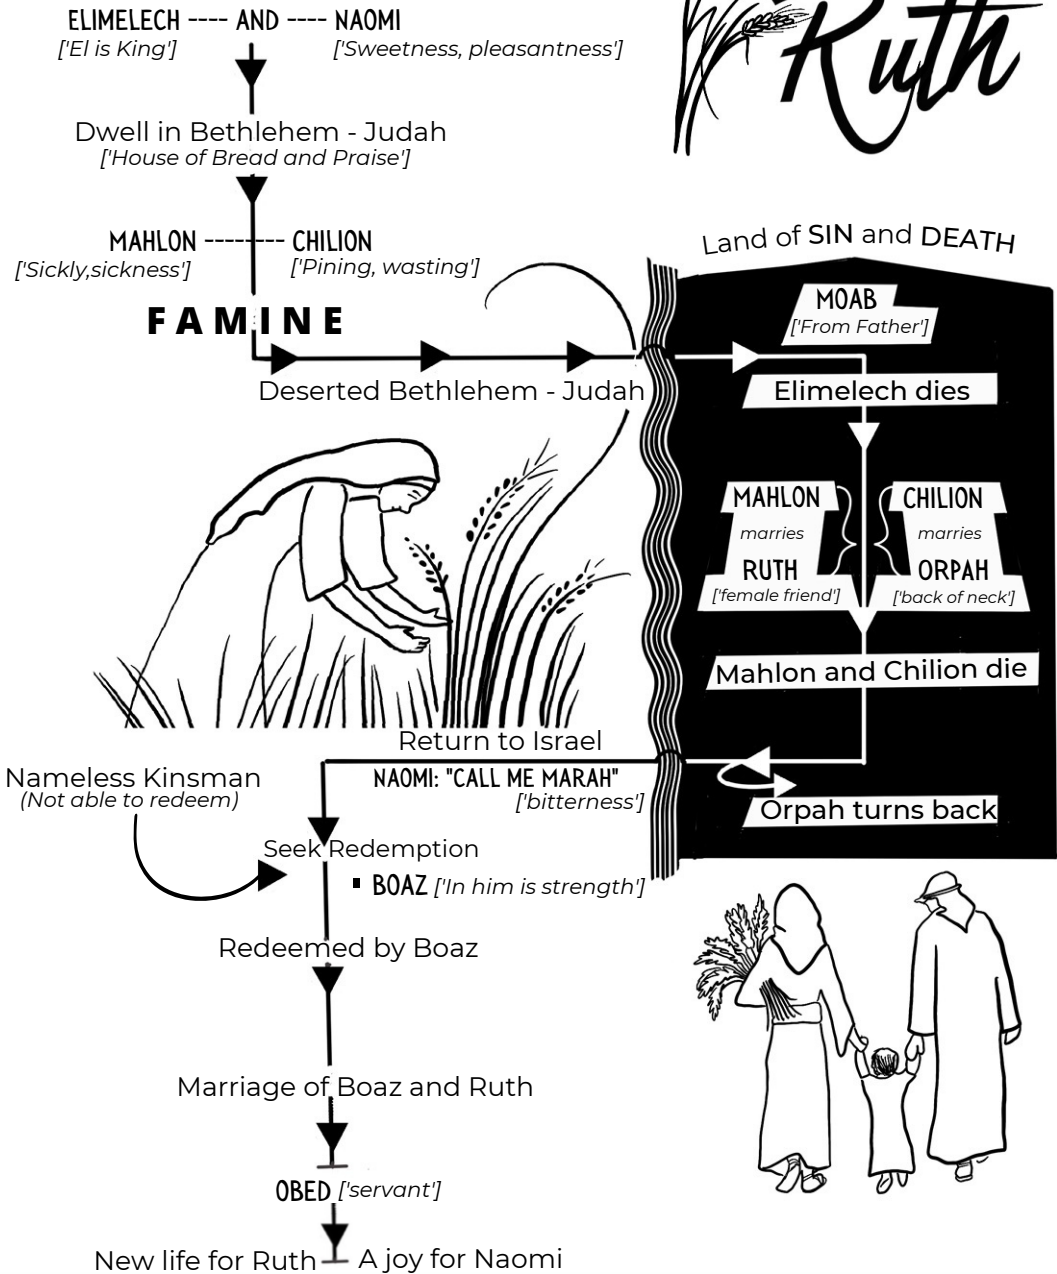 Ruth
ELIMELECH ---- AND ---- NAOMI
['El is King'] ['Sweetness, pleasantness']
Dwell in Bethlehem - Judah
['House of Bread and Praise']
MAHLON -------- CHILION
['Sickly,sickness'] ['Pining, wasting']
FAMINE
Deserted Bethlehem - Judah
Land of SIN and DEATH
MOAB
['From Father']
Elimelech dies
MAHLON CHILION
marries marries
RUTH ORPAH
['female friend'] ['back of neck']
Mahlon and Chilion die
Orpah turns back
Return to Israel
NAOMI: "CALL ME MARAH"
['bitterness']
Nameless Kinsman
(Not able to redeem)
Seek Redemption
▪ BOAZ ['In him is strength']
Redeemed by Boaz
Marriage of Boaz and Ruth
OBED ['servant']
New life for Ruth A joy for Naomi